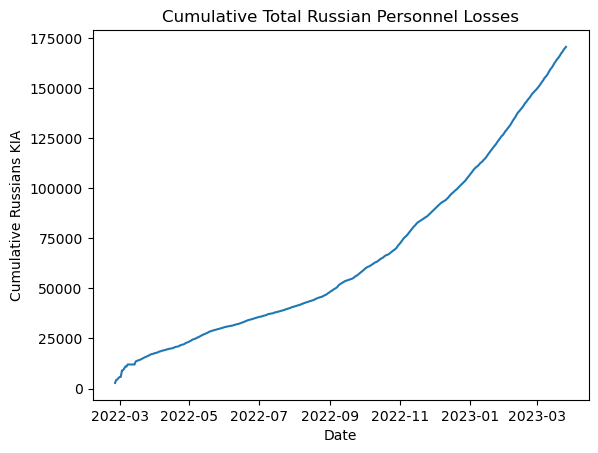 Cumulative Total Russian Personnel Losses
175000
150000
125000
100000
75000
50000
25000
0
Cumulative Russians KIA
2022-03 2022-05 2022-07 2022-09 2022-11 2023-01 2023-03
Date